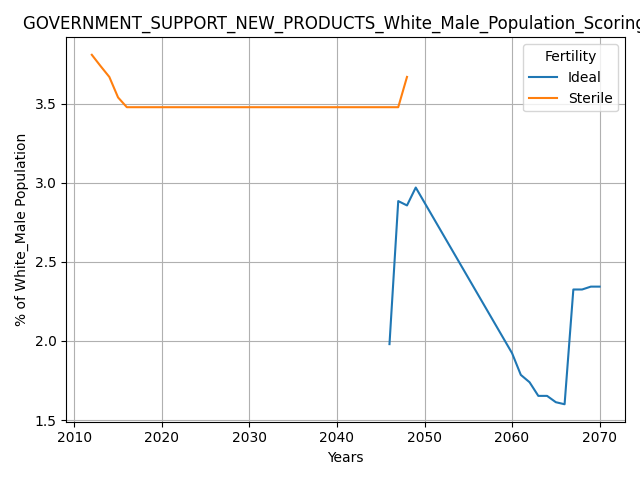 GOVERNMENT_SUPPORT_NEW_PRODUCTS_White_Male_Population_Scoring
Fertility
Ideal
Sterile
3.5
3.0
2.5
2.0
1.5
% of White_Male Population
2010 2020 2030 2040 2050 2060 2070
Years